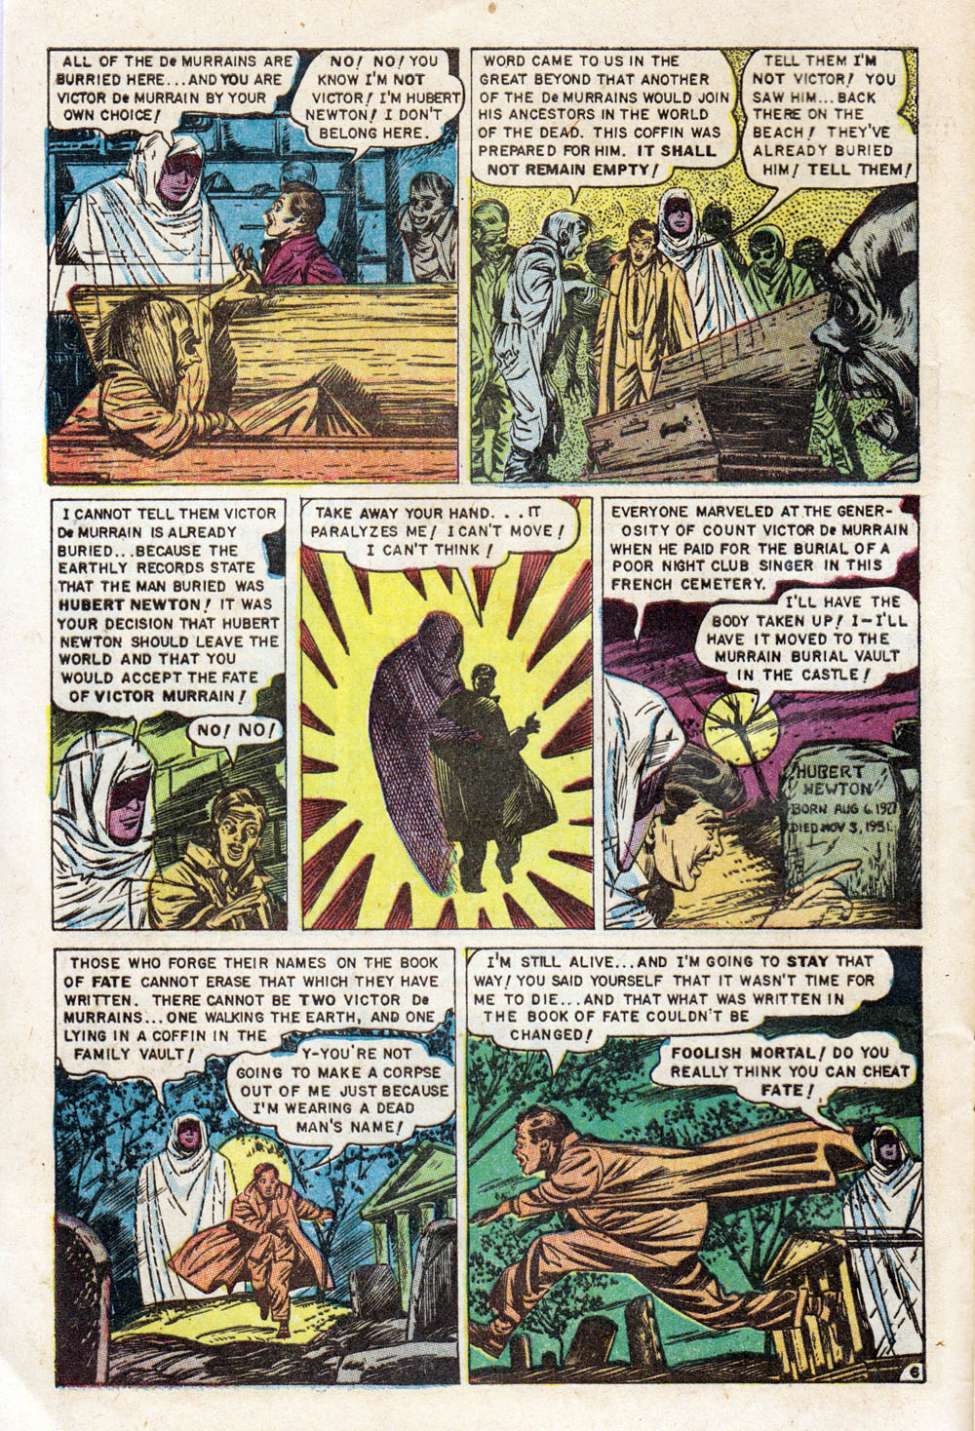 ALL OF THE De MURRAINS ARE
BURRIED HERE...AND YOU ARE
VICTOR De MURRAIN BY YOUR
OWN CHOICE!
NO! NO! YOU
KNOW I'M NOT
VICTOR! I'M HUBERT
NEWTON! I DON'T
BELONG HERE.
WORD CAME TO US IN THE
GREAT BEYOND THAT ANOTHER
OF THE De MURRAINS WOULD JOIN
HIS ANCESTORS IN THE WORLD
OF THE DEAD. THIS COFFIN WAS
PREPARED FOR HIM. IT SHALL
NOT REMAIN EMPTY!
TELL THEM I'M
NOT VICTOR! YOU
SAW HIM... BACK
THERE ON THE
BEACH! THEY'VE
ALREADY BURIED
HIM! TELL THEM!
I CANNOT TELL THEM VICTOR
De MURRAIN IS ALREADY
BURIED...BECAUSE THE
EARTHLY RECORDS STATE
THAT THE MAN BURIED WAS
HUBERT NEWTON! IT WAS
YOUR DECISION THAT HUBERT
NEWTON SHOULD LEAVE THE
WORLD AND THAT YOU
WOULD ACCEPT THE FATE
OF VICTOR MURRAIN!
NO! NO!
TAKE AWAY YOUR HAND. . . IT
PARALYZES ME! I CAN'T MOVE!
I CAN'T THINK!
EVERYONE MARVELED AT THE GENER-
OSITY OF COUNT VICTOR De MURRAIN
WHEN HE PAID FOR THE BURIAL OF A
POOR NIGHT CLUB SINGER IN THIS
FRENCH CEMETERY.
I'LL HAVE THE
BODY TAKEN UP! I-I'LL
HAVE IT MOVED TO THE
MURRAIN BURIAL VAULT
IN THE CASTLE!
HUBERT
NEWTON
BORN AUG 6, 1927
DIED NOV 3, 1951.
THOSE WHO FORGE THEIR NAMES ON THE BOOK
OF FATE CANNOT ERASE THAT WHICH THEY HAVE
WRITTEN. THERE CANNOT BE TWO VICTOR De
MURRAINS...ONE WALKING THE EARTH, AND ONE
LYING IN A COFFIN IN THE
FAMILY VAULT!
Y-YOU'RE NOT
GOING TO MAKE A CORPSE
OUT OF ME JUST BECAUSE
I'M WEARING A DEAD
MAN'S NAME!
I'M STILL ALIVE...AND I'M GOING TO STAY THAT
WAY! YOU SAID YOURSELF THAT IT WASN'T TIME FOR
ME TO DIE...AND THAT WHAT WAS WRITTEN IN
THE BOOK OF FATE COULDN'T BE
CHANGED!
FOOLISH MORTAL! DO YOU
REALLY THINK YOU CAN CHEAT
FATE!
6